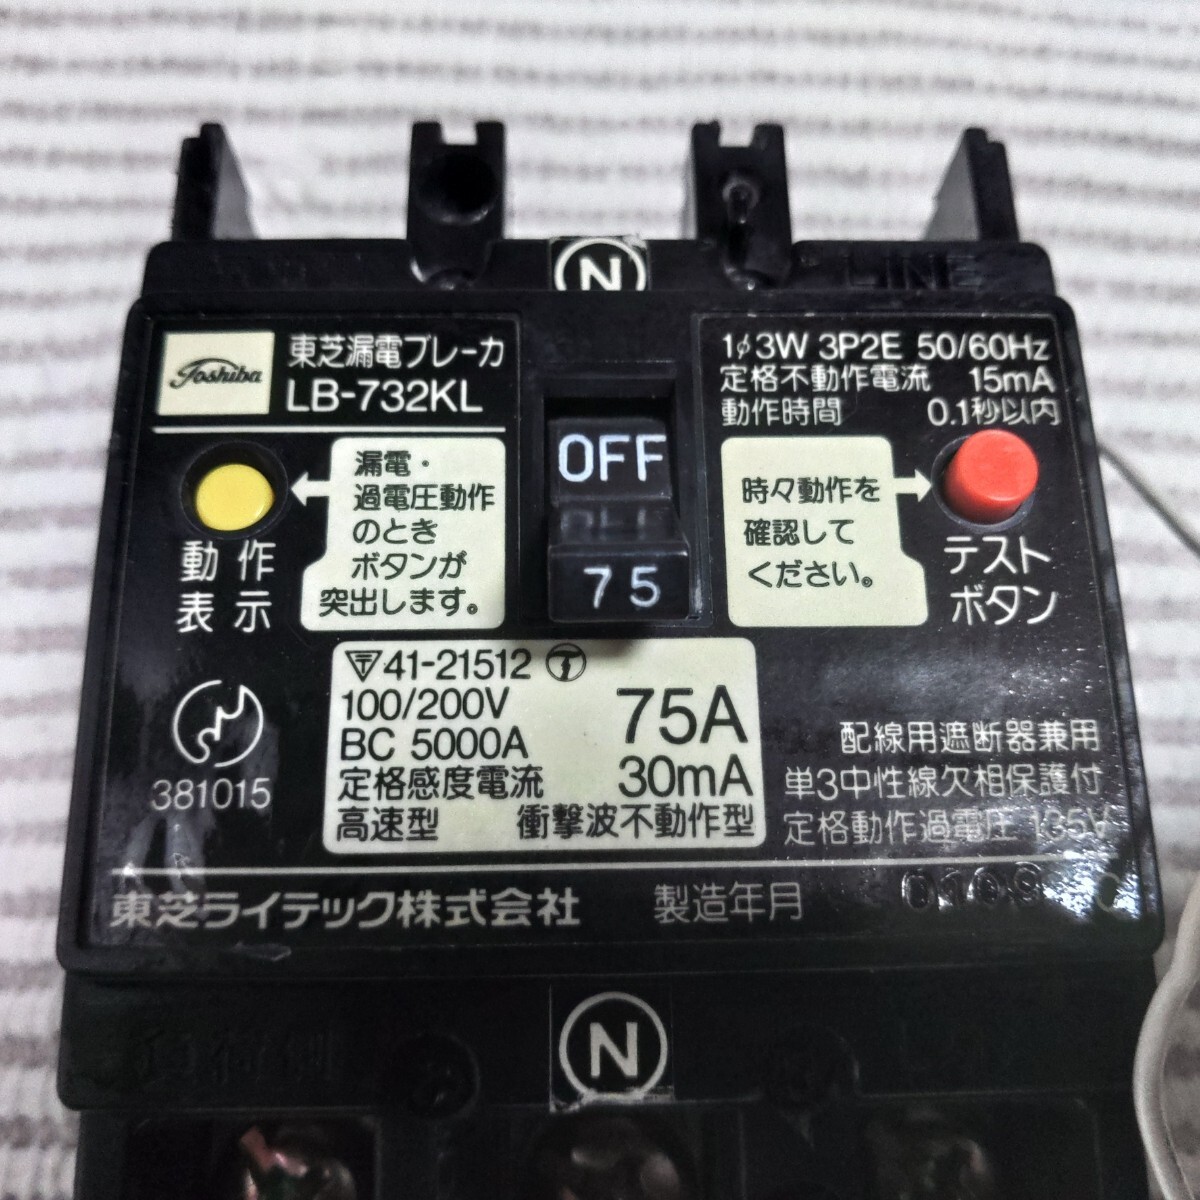 N
LINE
Toshiba
東芝漏電ブレーカ
LB-732KL
1φ3W 3P2E 50/60Hz
定格不動作電流 15mA
動作時間 0.1秒以内
OFF
75
漏電・
過電圧動作
のとき
ボタンが
突出します。
動作
表示
時々動作を
確認して
ください。
テスト
ボタン
41-21512
100/200V
75A
BC 5000A
定格感度電流 30mA
高速型 衝撃波不動作型
381015
配線用遮断器兼用
単3中性線欠相保護付
定格動作過電圧 135V
東芝ライテック株式会社
製造年月
負荷側
N